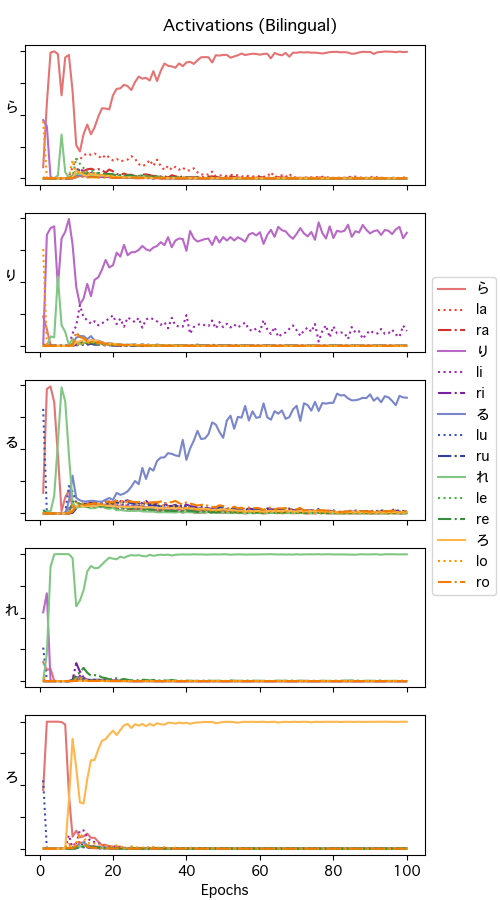 Activations (Bilingual)
ら
り
る
れ
ろ
0 20 40 60 80 100
Epochs
ら
la
ra
り
li
ri
る
lu
ru
れ
le
re
ろ
lo
ro